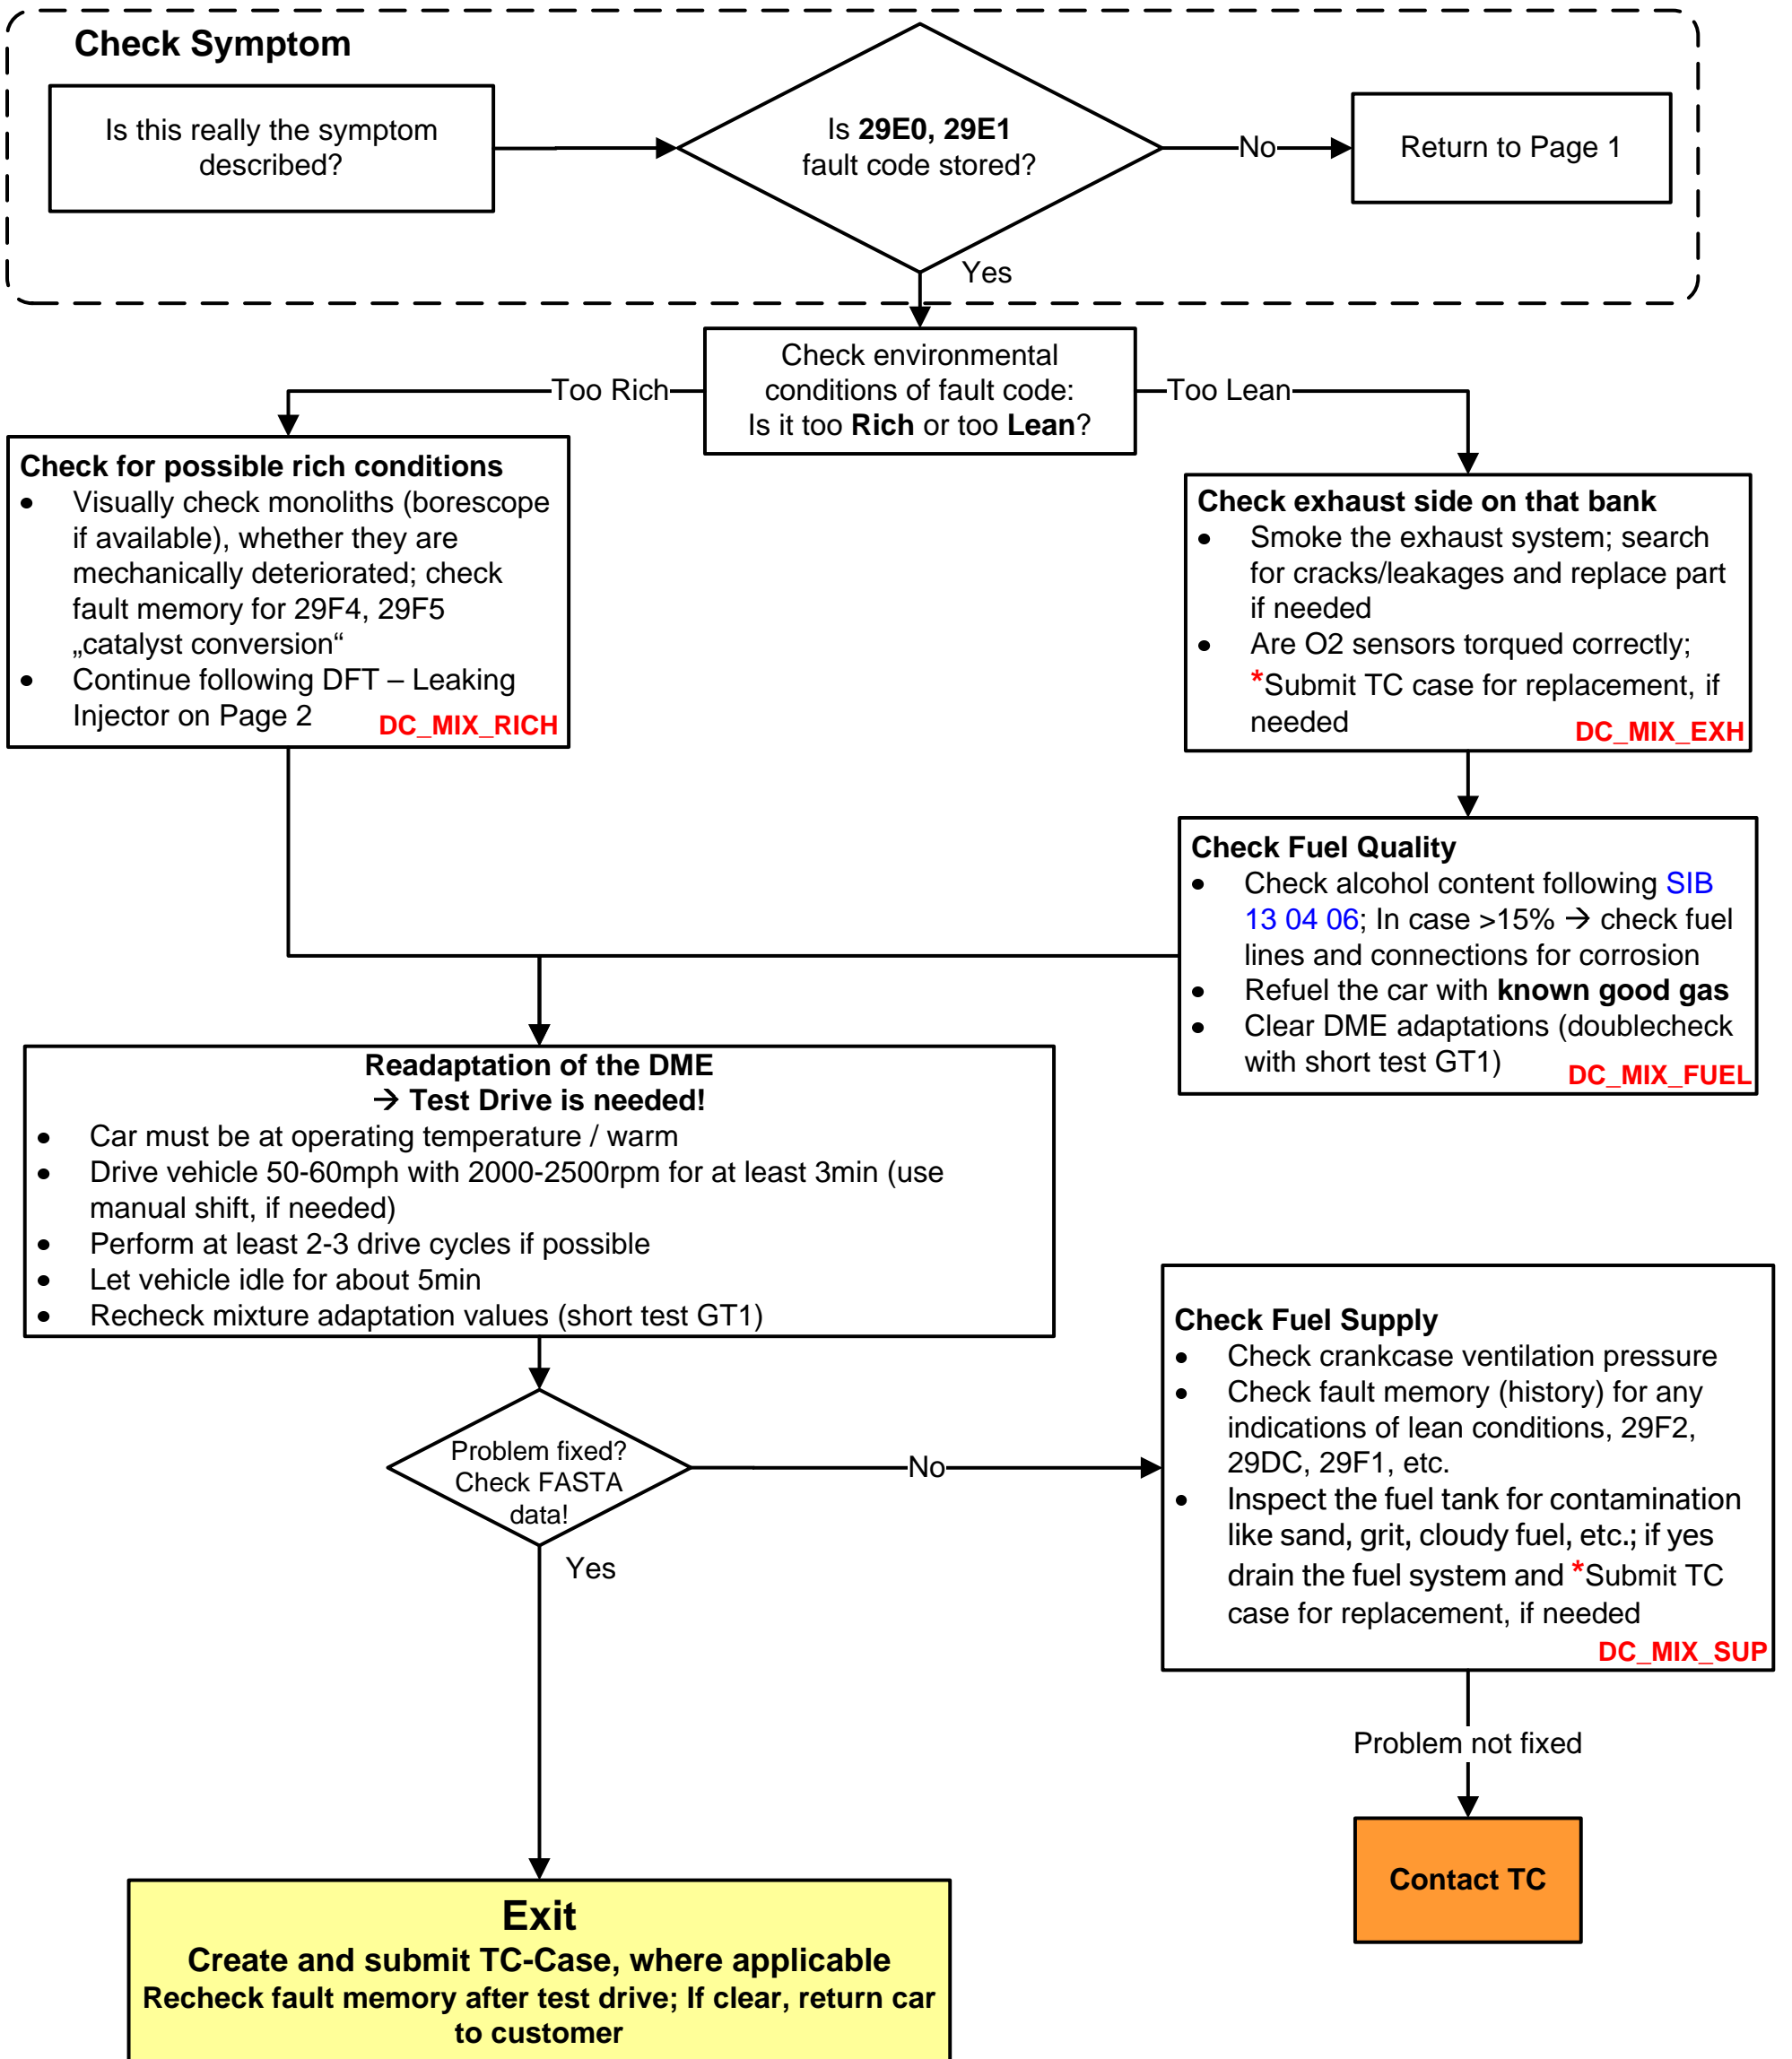 Check Symptom
Is this really the symptom
described?
Is 29E0, 29E1
fault code stored?
No
Return to Page 1
Yes
Check environmental
conditions of fault code:
Is it too Rich or too Lean?
Too Rich
Too Lean
Check for possible rich conditions
• Visually check monoliths (borescope
if available), whether they are
mechanically deteriorated; check
fault memory for 29F4, 29F5
„catalyst conversion“
• Continue following DFT – Leaking
Injector on Page 2
DC_MIX_RICH
Check exhaust side on that bank
• Smoke the exhaust system; search
for cracks/leakages and replace part
if needed
• Are O2 sensors torqued correctly;
*Submit TC case for replacement, if
needed
DC_MIX_EXH
Check Fuel Quality
• Check alcohol content following SIB
13 04 06; In case >15% → check fuel
lines and connections for corrosion
• Refuel the car with known good gas
• Clear DME adaptations (doublecheck
with short test GT1)
DC_MIX_FUEL
Readaptation of the DME
→ Test Drive is needed!
• Car must be at operating temperature / warm
• Drive vehicle 50-60mph with 2000-2500rpm for at least 3min (use
manual shift, if needed)
• Perform at least 2-3 drive cycles if possible
• Let vehicle idle for about 5min
• Recheck mixture adaptation values (short test GT1)
Problem fixed?
Check FASTA
data!
No
Yes
Check Fuel Supply
• Check crankcase ventilation pressure
• Check fault memory (history) for any
indications of lean conditions, 29F2,
29DC, 29F1, etc.
• Inspect the fuel tank for contamination
like sand, grit, cloudy fuel, etc.; if yes
drain the fuel system and *Submit TC
case for replacement, if needed
DC_MIX_SUP
Problem not fixed
Contact TC
Exit
Create and submit TC-Case, where applicable
Recheck fault memory after test drive; If clear, return car
to customer